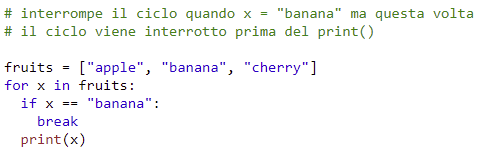 # interrompe il ciclo quando x = "banana" ma questa volta
# il ciclo viene interrotto prima del print()

fruits = ["apple", "banana", "cherry"]
for x in fruits:
  if x == "banana":
    break
  print(x)